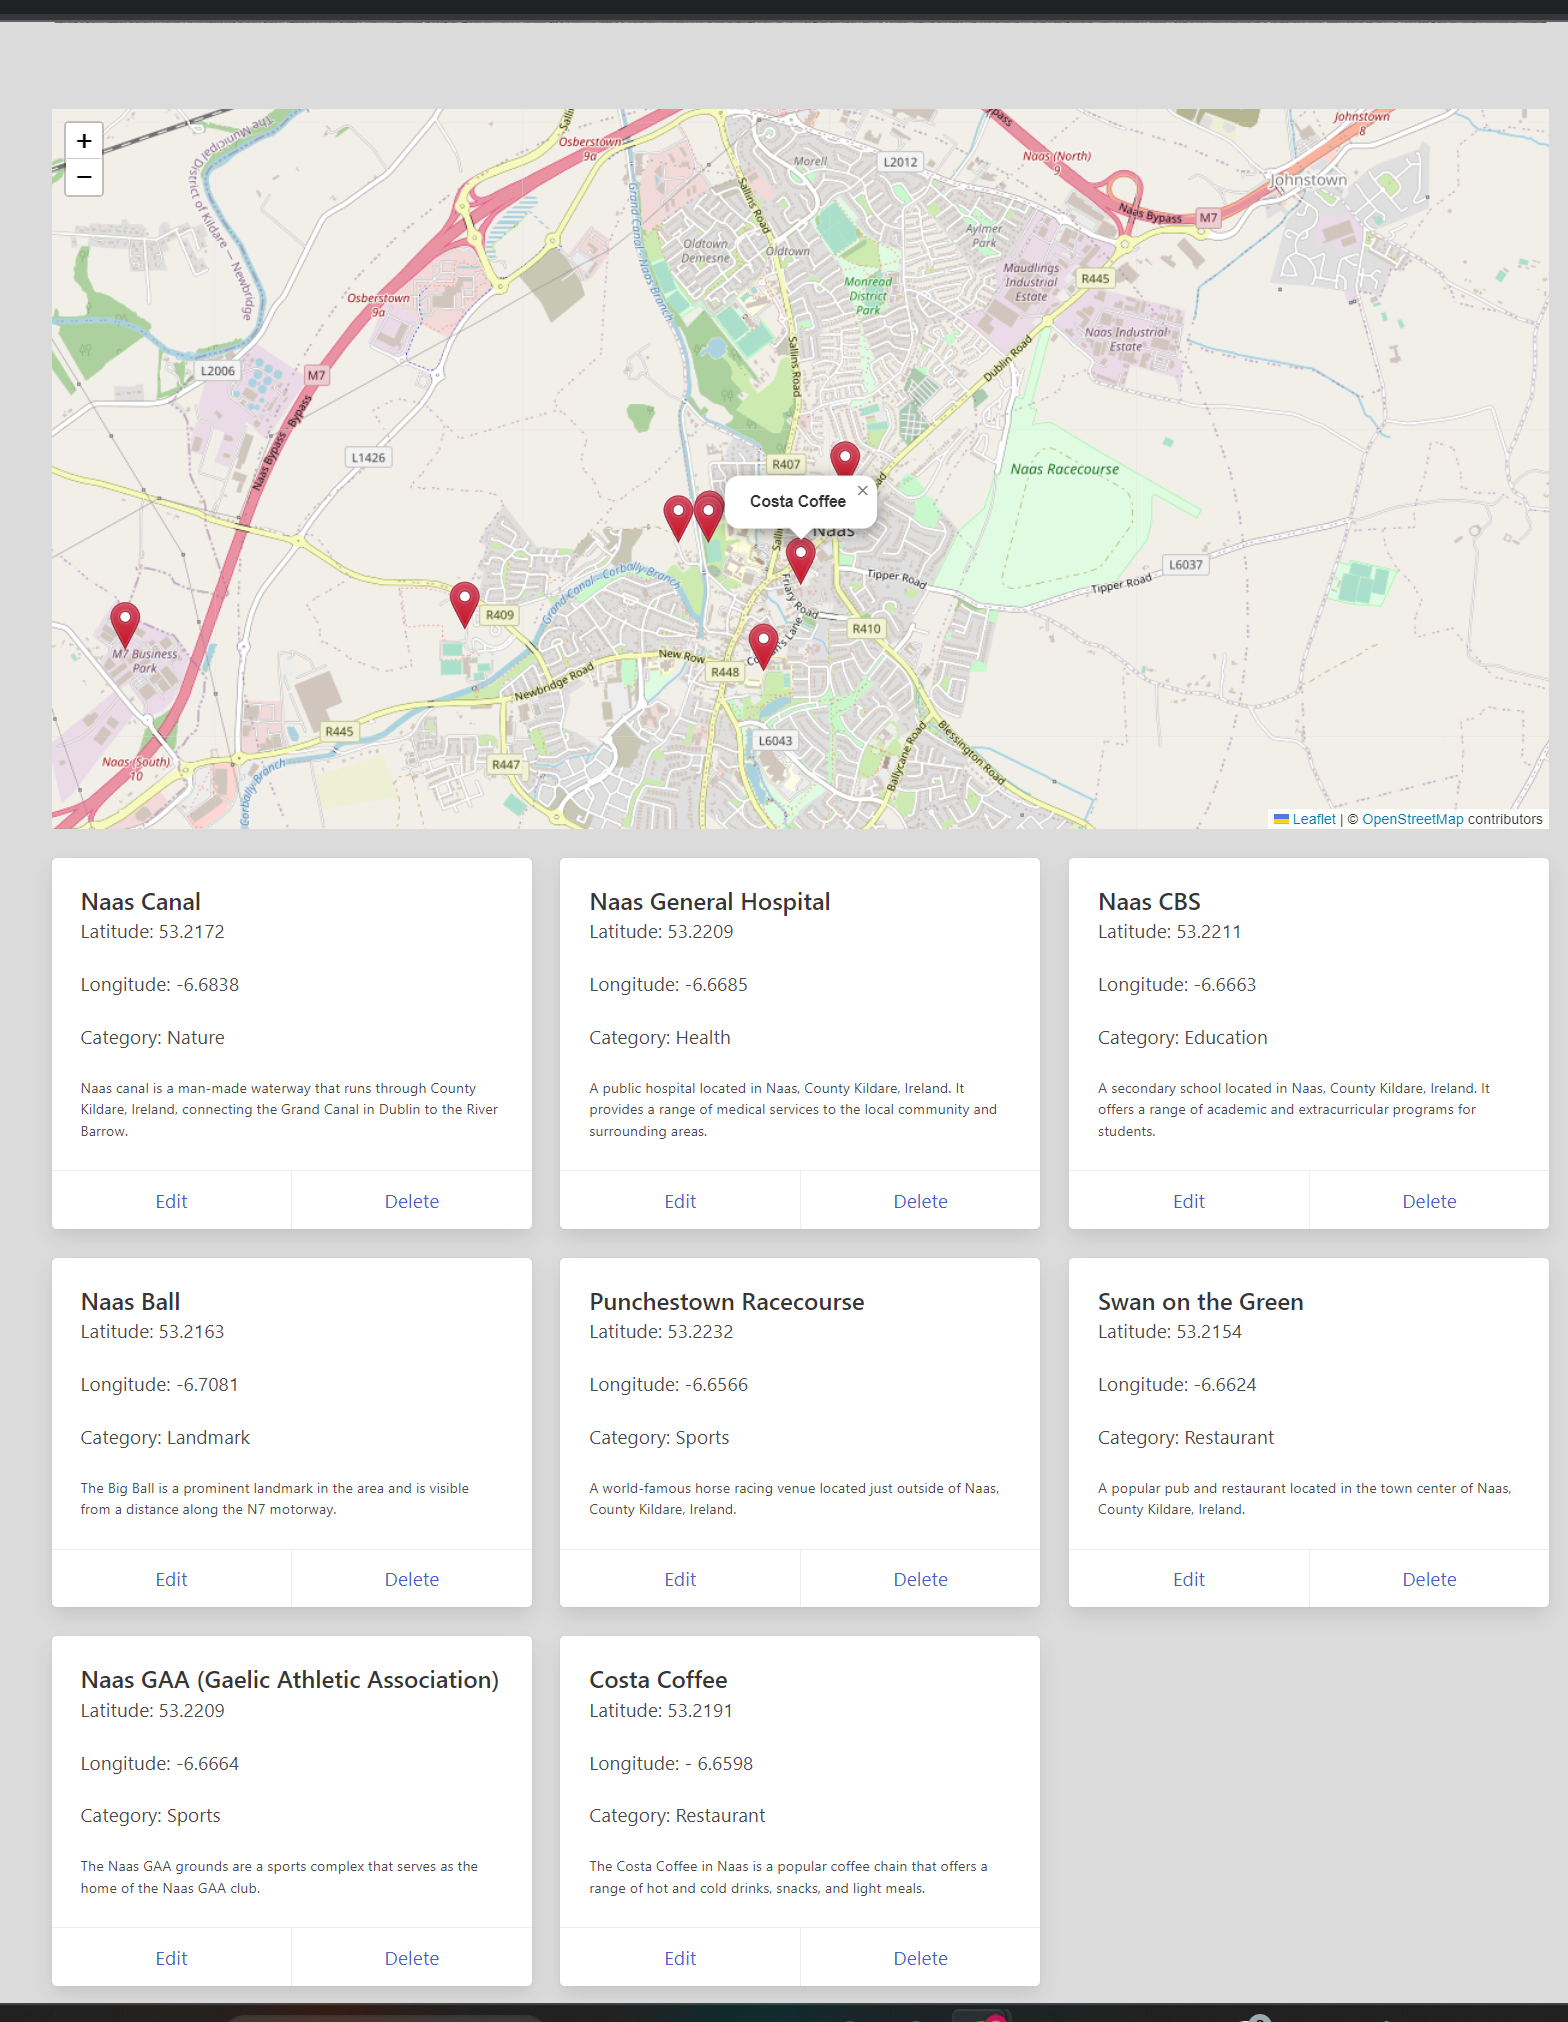 +
−
The Municipal
District of Kildare — Newbridge
Osberstown
9a
Salli
Morell
L2012
Bypass
Naas (North)
9
Johnstown
8
Johnstown
Naas Bypass
M7
Sallins Road
Grand Canal - Naas Branch
Oldtown
Demesne
Oldtown
Aylmer
Park
Monread
District
Park
Maudlings
Industrial
Estate
R445
Osberstown
9a
Naas Industrial
Estate
L2006
M7
Sallins Road
Dublin Road
Naas Bypass
Bypass
L1426
R407
Naas Racecourse
Costa Coffee
×
Naas
Grand Canal - Corbally Branch
Tipper Road
Tipper Road
L6037
Friary Road
R409
R410
M7 Business
Park
New Row
R448
Newbridge Road
R445
L6043
Ballycane Road
Blessington Road
Naas (South)
10
Corbally Branch
R447
Leaflet | © OpenStreetMap contributors
Naas Canal
Latitude: 53.2172
Longitude: -6.6838
Category: Nature
Naas canal is a man-made waterway that runs through County
Kildare, Ireland, connecting the Grand Canal in Dublin to the River
Barrow.
Edit
Delete
Naas General Hospital
Latitude: 53.2209
Longitude: -6.6685
Category: Health
A public hospital located in Naas, County Kildare, Ireland. It
provides a range of medical services to the local community and
surrounding areas.
Edit
Delete
Naas CBS
Latitude: 53.2211
Longitude: -6.6663
Category: Education
A secondary school located in Naas, County Kildare, Ireland. It
offers a range of academic and extracurricular programs for
students.
Edit
Delete
Naas Ball
Latitude: 53.2163
Longitude: -6.7081
Category: Landmark
The Big Ball is a prominent landmark in the area and is visible
from a distance along the N7 motorway.
Edit
Delete
Punchestown Racecourse
Latitude: 53.2232
Longitude: -6.6566
Category: Sports
A world-famous horse racing venue located just outside of Naas,
County Kildare, Ireland.
Edit
Delete
Swan on the Green
Latitude: 53.2154
Longitude: -6.6624
Category: Restaurant
A popular pub and restaurant located in the town center of Naas,
County Kildare, Ireland.
Edit
Delete
Naas GAA (Gaelic Athletic Association)
Latitude: 53.2209
Longitude: -6.6664
Category: Sports
The Naas GAA grounds are a sports complex that serves as the
home of the Naas GAA club.
Edit
Delete
Costa Coffee
Latitude: 53.2191
Longitude: - 6.6598
Category: Restaurant
The Costa Coffee in Naas is a popular coffee chain that offers a
range of hot and cold drinks, snacks, and light meals.
Edit
Delete